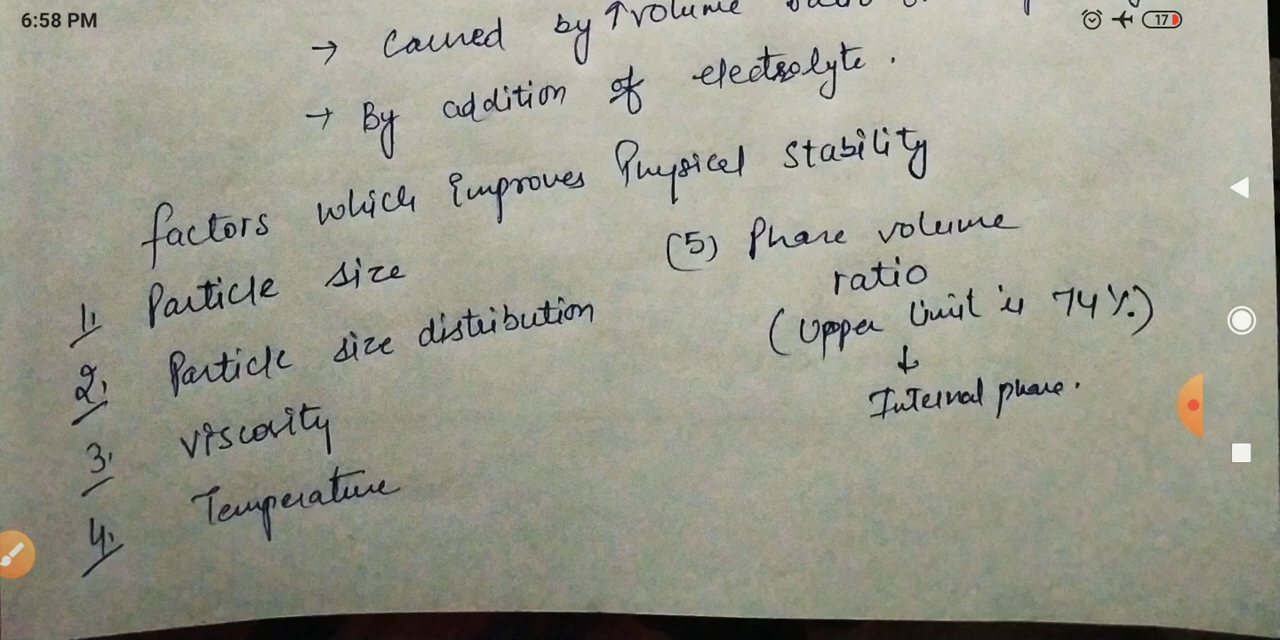 6:58 PM
17
→ Caused by ↑ volume
→ By addition of electrolyte.
factors which improves Physical stability
1. Particle size
2. Particle size distribution
3. viscosity
4. Temperature
(5) Phase volume
ratio
(Upper limit is 74%)
↓
Internal phase.